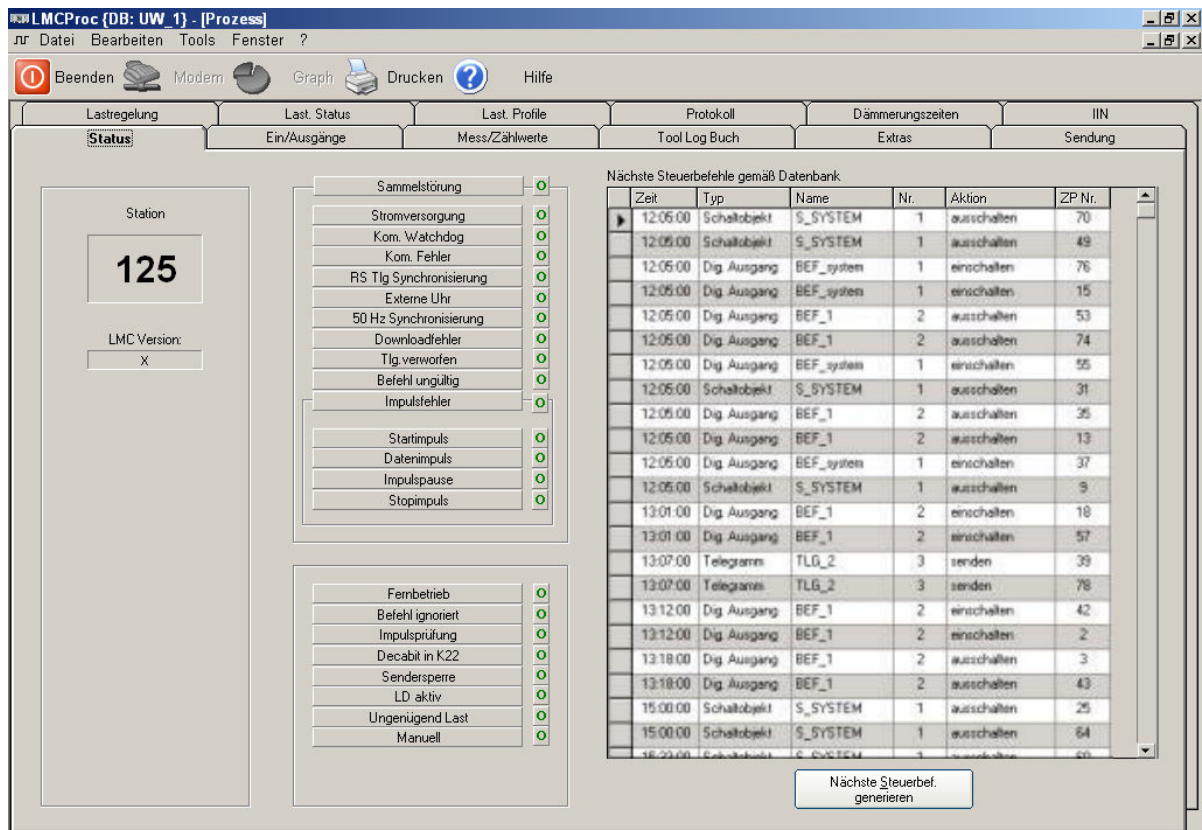 LMCProc {DB: UW_1} - [Prozess]
Datei Bearbeiten Tools Fenster ?
Beenden Modem Graph Drucken Hilfe
Lastregelung Last. Status Last. Profile Protokoll Dämmerungszeiten IIN
Status Ein/Ausgänge Mess/Zählwerte Tool Log Buch Extras Sendung
Station
125
LMC Version:
X
Sammelstörung O
Stromversorgung O
Kom. Watchdog O
Kom. Fehler O
RS Tlg Synchronisierung O
Externe Uhr O
50 Hz Synchronisierung O
Downloadfehler O
Tlg.verworfen O
Befehl ungültig O
Impulsfehler O
Startimpuls O
Datenimpuls O
Impulspause O
Stopimpuls O
Fernbetrieb O
Befehl ignoriert O
Impulsprüfung O
Decabit in K22 O
Sendersperre O
LD aktiv O
Ungenügend Last O
Manuell O
Nächste Steuerbefehle gemäß Datenbank
Zeit Typ Name Nr. Aktion ZP Nr.
12:05:00 Schaltobjekt S_SYSTEM 1 ausschalten 70
12:05:00 Schaltobjekt S_SYSTEM 1 ausschalten 49
12:05:00 Dig. Ausgang BEF_system 1 einschalten 76
12:05:00 Dig. Ausgang BEF_system 1 einschalten 15
12:05:00 Dig. Ausgang BEF_1 2 ausschalten 53
12:05:00 Dig. Ausgang BEF_1 2 ausschalten 74
12:05:00 Dig. Ausgang BEF_system 1 einschalten 55
12:05:00 Schaltobjekt S_SYSTEM 1 ausschalten 31
12:05:00 Dig. Ausgang BEF_1 2 ausschalten 35
12:05:00 Dig. Ausgang BEF_1 2 ausschalten 13
12:05:00 Dig. Ausgang BEF_system 1 einschalten 37
12:05:00 Schaltobjekt S_SYSTEM 1 ausschalten 9
13:01:00 Dig. Ausgang BEF_1 2 einschalten 18
13:01:00 Dig. Ausgang BEF_1 2 einschalten 57
13:07:00 Telegramm TLG_2 3 senden 39
13:07:00 Telegramm TLG_2 3 senden 78
13:12:00 Dig. Ausgang BEF_1 2 einschalten 42
13:12:00 Dig. Ausgang BEF_1 2 einschalten 2
13:18:00 Dig. Ausgang BEF_1 2 ausschalten 3
13:18:00 Dig. Ausgang BEF_1 2 ausschalten 43
15:00:00 Schaltobjekt S_SYSTEM 1 ausschalten 25
15:00:00 Schaltobjekt S_SYSTEM 1 ausschalten 64
Nächste Steuerbef.
generieren